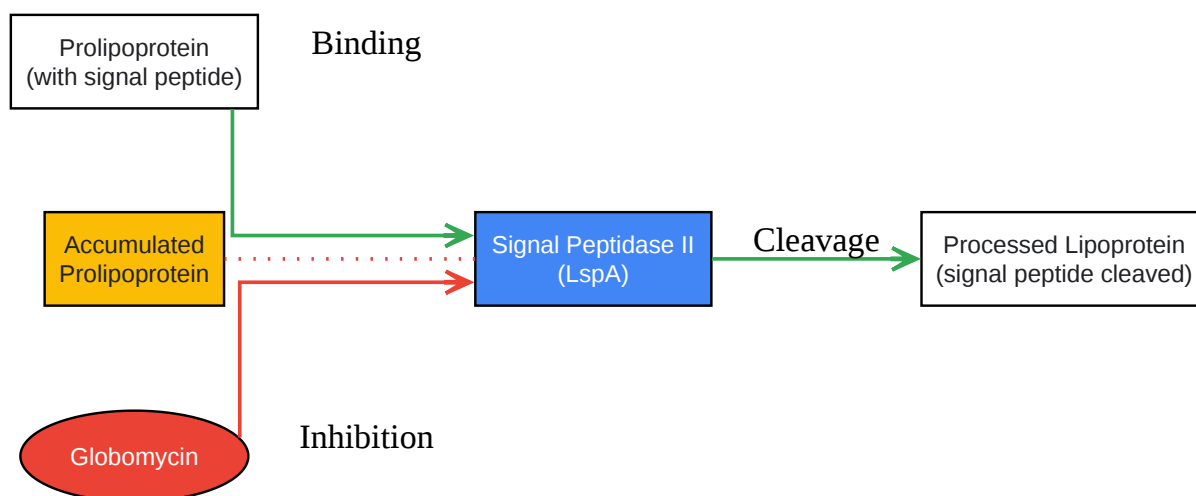 Prolipoprotein
(with signal peptide)
Binding
Accumulated
Prolipoprotein
Signal Peptidase II
(LspA)
Cleavage
Processed Lipoprotein
(signal peptide cleaved)
Globomycin
Inhibition